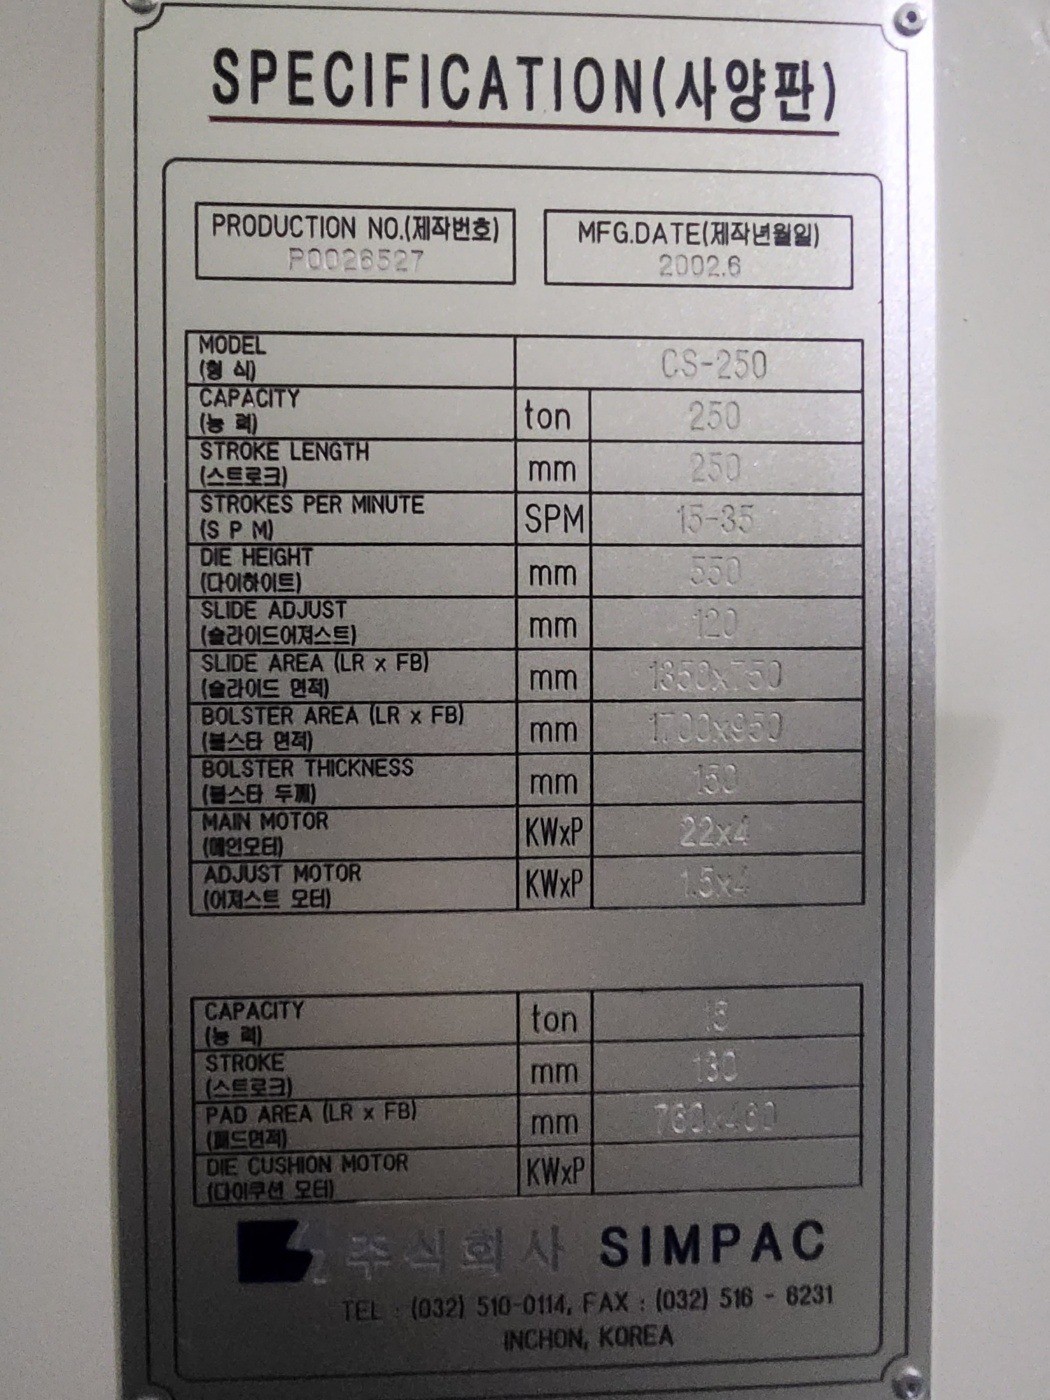 SPECIFICATION(사양판)
PRODUCTION NO.(제작번호)
P0026527
MFG.DATE(제작년월일)
2002.6
MODEL CS-250
(형 식)
CAPACITY ton 250
(능 력)
STROKE LENGTH mm 250
(스트로크)
STROKES PER MINUTE SPM 15-35
(S P M)
DIE HEIGHT mm 550
(다이하이트)
SLIDE ADJUST mm 120
(슬라이드어져스트)
SLIDE AREA (LR x FB) mm
(슬라이드 면적)
BOLSTER AREA (LR x FB) mm 1700x950
(볼스타 면적)
BOLSTER THICKNESS mm 150
(볼스타 두께)
MAIN MOTOR KWxP 22x4
(메인모터)
ADJUST MOTOR KWxP 1.5x4
(어져스트 모터)
CAPACITY ton
(능 력)
STROKE mm 130
(스트로크)
PAD AREA (LR x FB) mm
(패드면적)
DIE CUSHION MOTOR KWxP
(다이쿠션 모터)
주식회사 SIMPAC
TEL : (032) 510-0114, FAX : (032) 516 - 6231
INCHON, KOREA